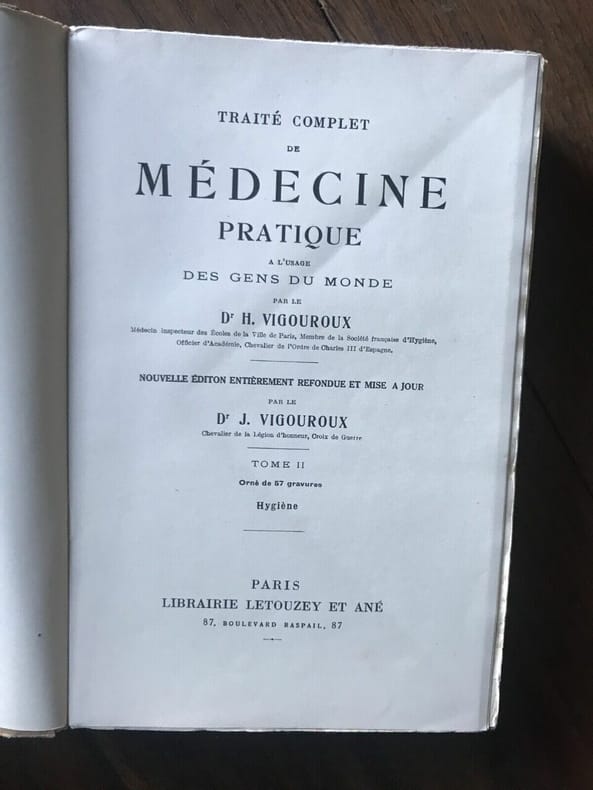 TRAITÉ COMPLET
DE
MÉDECINE
PRATIQUE
A L'USAGE
DES GENS DU MONDE
PAR LE
Dr H. VIGOUROUX
Médecin inspecteur des Écoles de la Ville de Paris, Membre de la Société française d'Hygiène,
Officier d'Académie, Chevalier de l'Ordre de Charles III d'Espagne,
NOUVELLE ÉDITON ENTIÈREMENT REFONDUE ET MISE A JOUR
PAR LE
Dr J. VIGOUROUX
Chevalier de la Légion d'honneur, Croix de Guerre
TOME II
Orné de 57 gravures
Hygiène
PARIS
LIBRAIRIE LETOUZEY ET ANÉ
87, BOULEVARD RASPAIL, 87